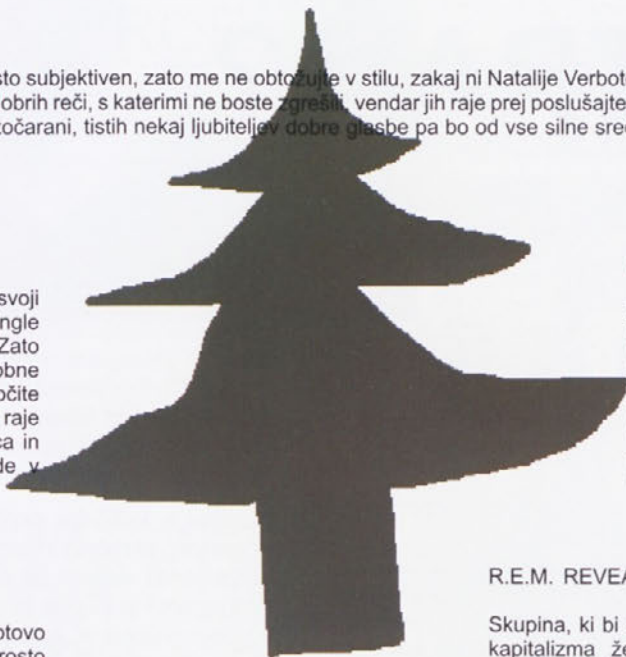 sto subjektiven, zato me ne obtožujte v stilu, zakaj ni Natalije Verbot
obrih reči, s katerimi ne boste zgrešili, vendar jih raje prej poslušajte
očarani, tistih nekaj ljubiteljev dobre glasbe pa bo od vse silne sre
svoji
ngle
Zato
obne
očite
raje
ca in
de v
otovo
rosto
R.E.M. REVEA
Skupina, ki bi
kapitalizma že